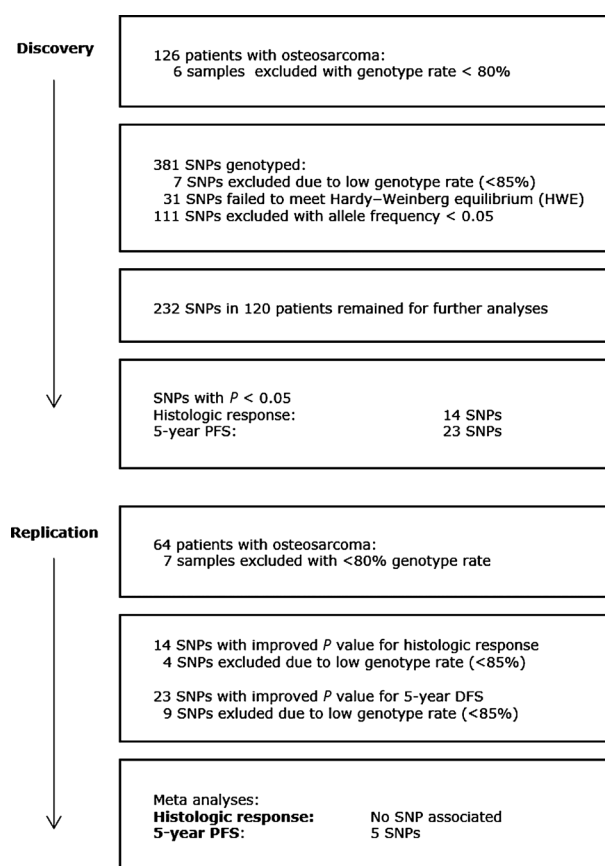 Discovery
126 patients with osteosarcoma:
6 samples excluded with genotype rate < 80%
381 SNPs genotyped:
7 SNPs excluded due to low genotype rate (<85%)
31 SNPs failed to meet Hardy–Weinberg equilibrium (HWE)
111 SNPs excluded with allele frequency < 0.05
232 SNPs in 120 patients remained for further analyses
SNPs with P < 0.05
Histologic response: 14 SNPs
5-year PFS: 23 SNPs
Replication
64 patients with osteosarcoma:
7 samples excluded with <80% genotype rate
14 SNPs with improved P value for histologic response
4 SNPs excluded due to low genotype rate (<85%)
23 SNPs with improved P value for 5-year DFS
9 SNPs exluded due to low genotype rate (<85%)
Meta analyses:
Histologic response: No SNP associated
5-year PFS: 5 SNPs